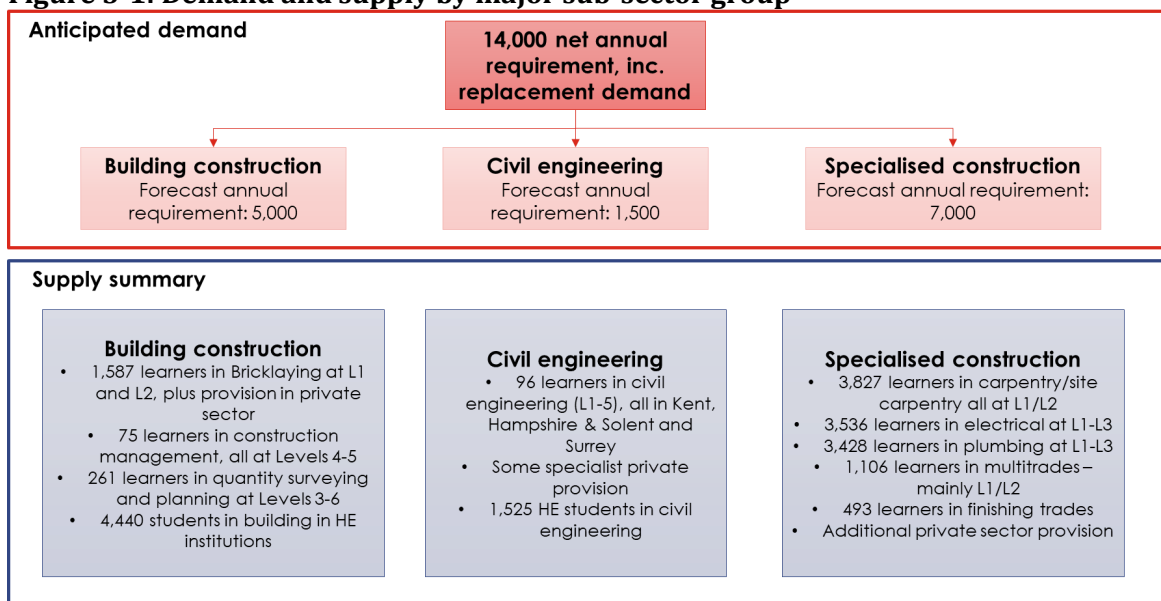 Figure 3-1: Demand and supply by major sub-sector group
Anticipated demand
14,000 net annual
requirement, inc.
replacement demand
Building construction
Forecast annual
requirement: 5,000
Civil engineering
Forecast annual
requirement: 1,500
Specialised construction
Forecast annual requirement:
7,000
Supply summary
Building construction
• 1,587 learners in Bricklaying at L1
and L2, plus provision in private
sector
• 75 learners in construction
management, all at Levels 4-5
• 261 learners in quantity surveying
and planning at Levels 3-6
• 4,440 students in building in HE
institutions
Civil engineering
• 96 learners in civil
engineering (L1-5), all in Kent,
Hampshire & Solent and
Surrey
• Some specialist private
provision
• 1,525 HE students in civil
engineering
Specialised construction
• 3,827 learners in carpentry/site
carpentry all at L1/L2
• 3,536 learners in electrical at L1-L3
• 3,428 learners in plumbing at L1-L3
• 1,106 learners in multitrades –
mainly L1/L2
• 493 learners in finishing trades
• Additional private sector provision